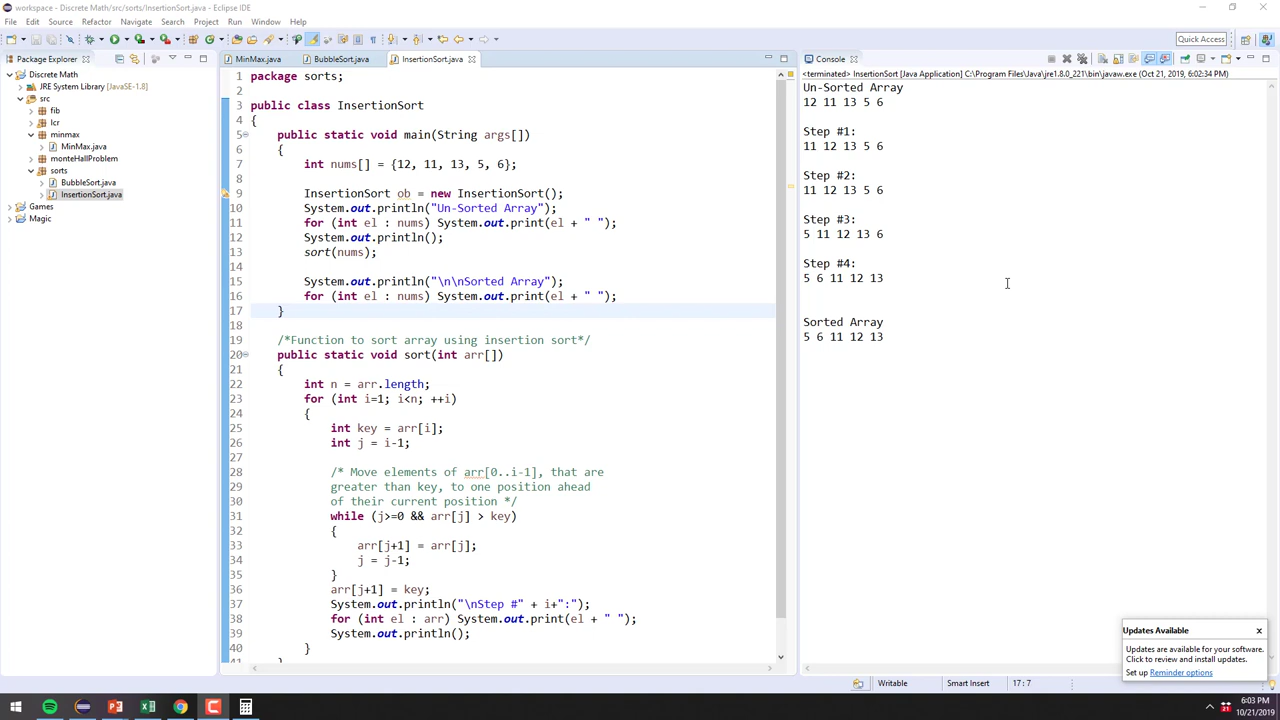 workspace - Discrete Math/src/sorts/InsertionSort.java - Eclipse IDE
File Edit Source Refactor Navigate Search Project Run Window Help
Quick Access
Package Explorer
Discrete Math
JRE System Library [JavaSE-1.8]
src
fib
lcr
minmax
MinMax.java
monteHallProblem
sorts
BubbleSort.java
InsertionSort.java
Games
Magic
MinMax.java BubbleSort.java InsertionSort.java
1 package sorts;
2
3 public class InsertionSort
4 {
5 public static void main(String args[])
6 {
7 int nums[] = {12, 11, 13, 5, 6};
8
9 InsertionSort ob = new InsertionSort();
10 System.out.println("Un-Sorted Array");
11 for (int el : nums) System.out.print(el + " ");
12 System.out.println();
13 sort(nums);
14
15 System.out.println("\n\nSorted Array");
16 for (int el : nums) System.out.print(el + " ");
17 }
18
19 /*Function to sort array using insertion sort*/
20 public static void sort(int arr[])
21 {
22 int n = arr.length;
23 for (int i=1; i<n; ++i)
24 {
25 int key = arr[i];
26 int j = i-1;
27
28 /* Move elements of arr[0..i-1], that are
29 greater than key, to one position ahead
30 of their current position */
31 while (j>=0 && arr[j] > key)
32 {
33 arr[j+1] = arr[j];
34 j = j-1;
35 }
36 arr[j+1] = key;
37 System.out.println("\nStep #" + i+":");
38 for (int el : arr) System.out.print(el + " ");
39 System.out.println();
40 }
41 }
Console
<terminated> InsertionSort [Java Application] C:\Program Files\Java\jre1.8.0_221\bin\javaw.exe (Oct 21, 2019, 6:02:34 PM)
Un-Sorted Array
12 11 13 5 6
Step #1:
11 12 13 5 6
Step #2:
11 12 13 5 6
Step #3:
5 11 12 13 6
Step #4:
5 6 11 12 13
Sorted Array
5 6 11 12 13
Updates Available
Updates are available for your software.
Click to review and install updates.
Set up Reminder options
Writable Smart Insert 17 : 7
21
6:03 PM
10/21/2019